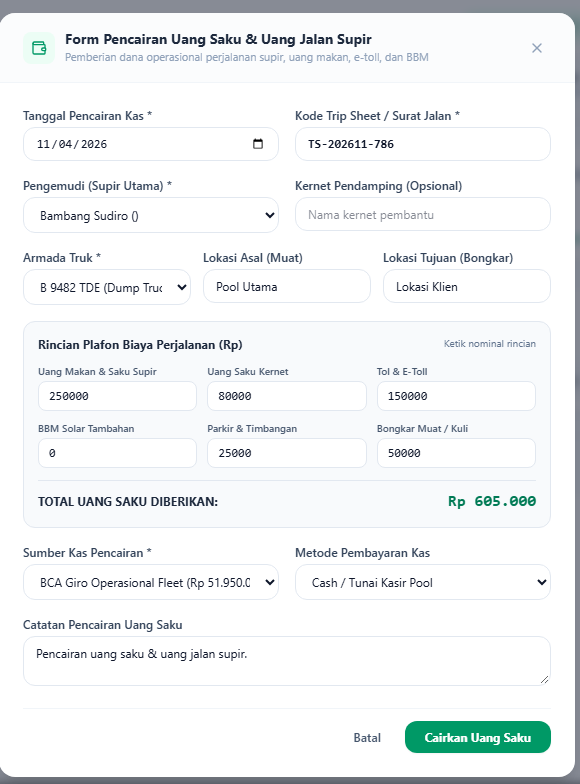 Form Pencairan Uang Saku & Uang Jalan Supir
Pemberian dana operasional perjalanan supir, uang makan, e-toll, dan BBM
Tanggal Pencairan Kas *
Kode Trip Sheet / Surat Jalan *
11/04/2026
TS-202611-786
Pengemudi (Supir Utama) *
Kernet Pendamping (Opsional)
Bambang Sudiro ()
Nama kernet pembantu
Armada Truk *
Lokasi Asal (Muat)
Lokasi Tujuan (Bongkar)
B 9482 TDE (Dump Truc
Pool Utama
Lokasi Klien
Rincian Plafon Biaya Perjalanan (Rp)
Ketik nominal rincian
Uang Makan & Saku Supir
Uang Saku Kernet
Tol & E-Toll
250000
80000
150000
BBM Solar Tambahan
Parkir & Timbangan
Bongkar Muat / Kuli
0
25000
50000
TOTAL UANG SAKU DIBERIKAN:
Rp 605.000
Sumber Kas Pencairan *
Metode Pembayaran Kas
BCA Giro Operasional Fleet (Rp 51.950.0
Cash / Tunai Kasir Pool
Catatan Pencairan Uang Saku
Pencairan uang saku & uang jalan supir.
Batal
Cairkan Uang Saku